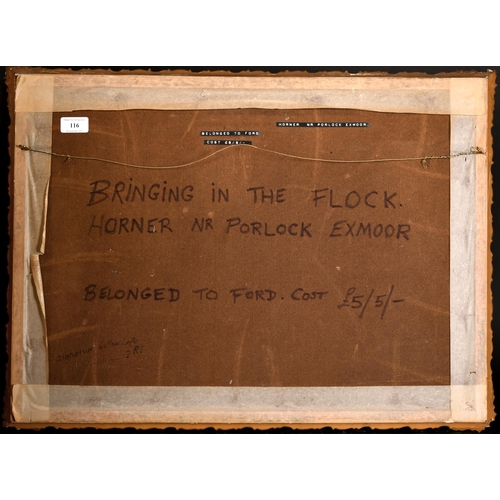 116
HORNER NR PORLOCK EXMOOR
BELONGED TO FORD
BRINGING IN THE FLOCK.
HORNER NR PORLOCK EXMOOR
BELONGED TO FORD. COST £5/5/-